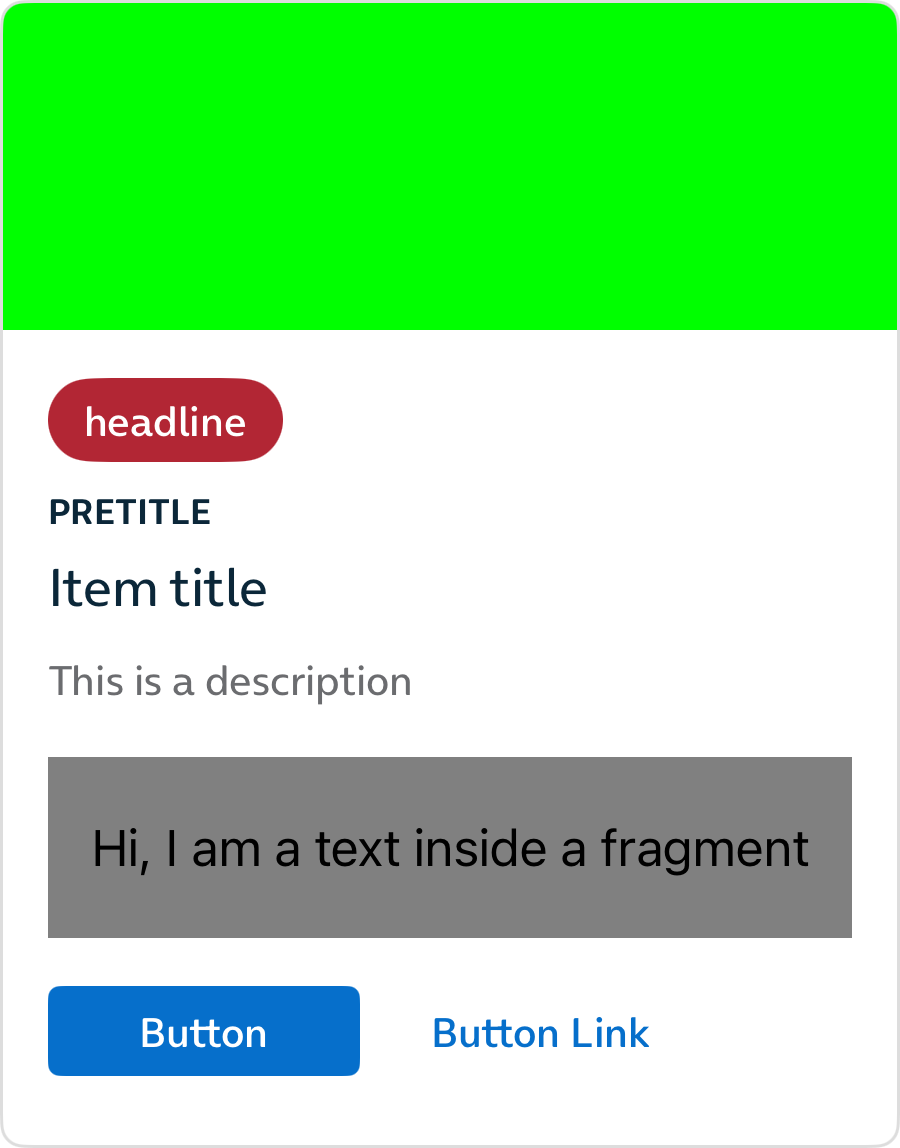 headline
PRETITLE
Item title
This is a description
Hi, I am a text inside a fragment
Button
Button Link